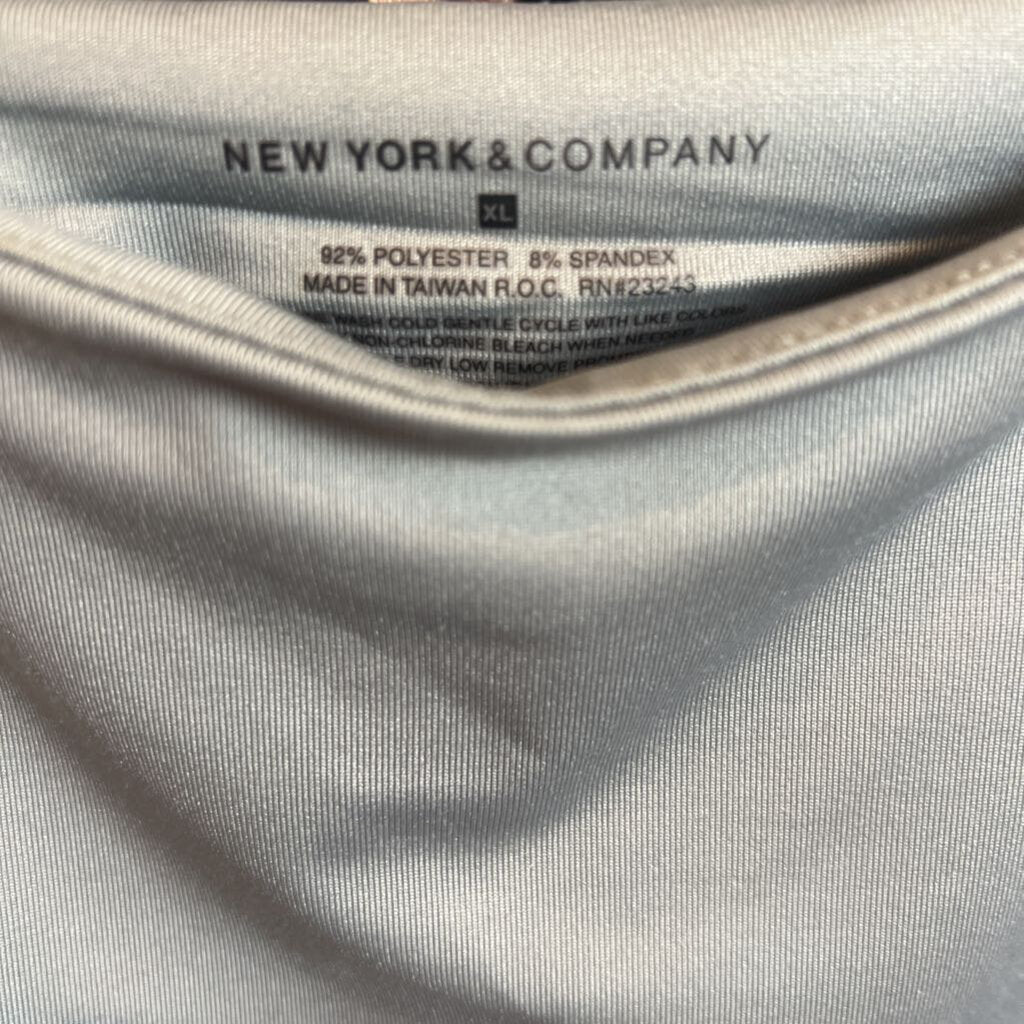 NEW YORK & COMPANY
XL
92% POLYESTER 8% SPANDEX
MADE IN TAIWAN R.O.C. RN#23243
WASH COLD GENTLE CYCLE WITH LIKE COLORS
NON-CHLORINE BLEACH WHEN NEEDED
DRY LOW REMOVE